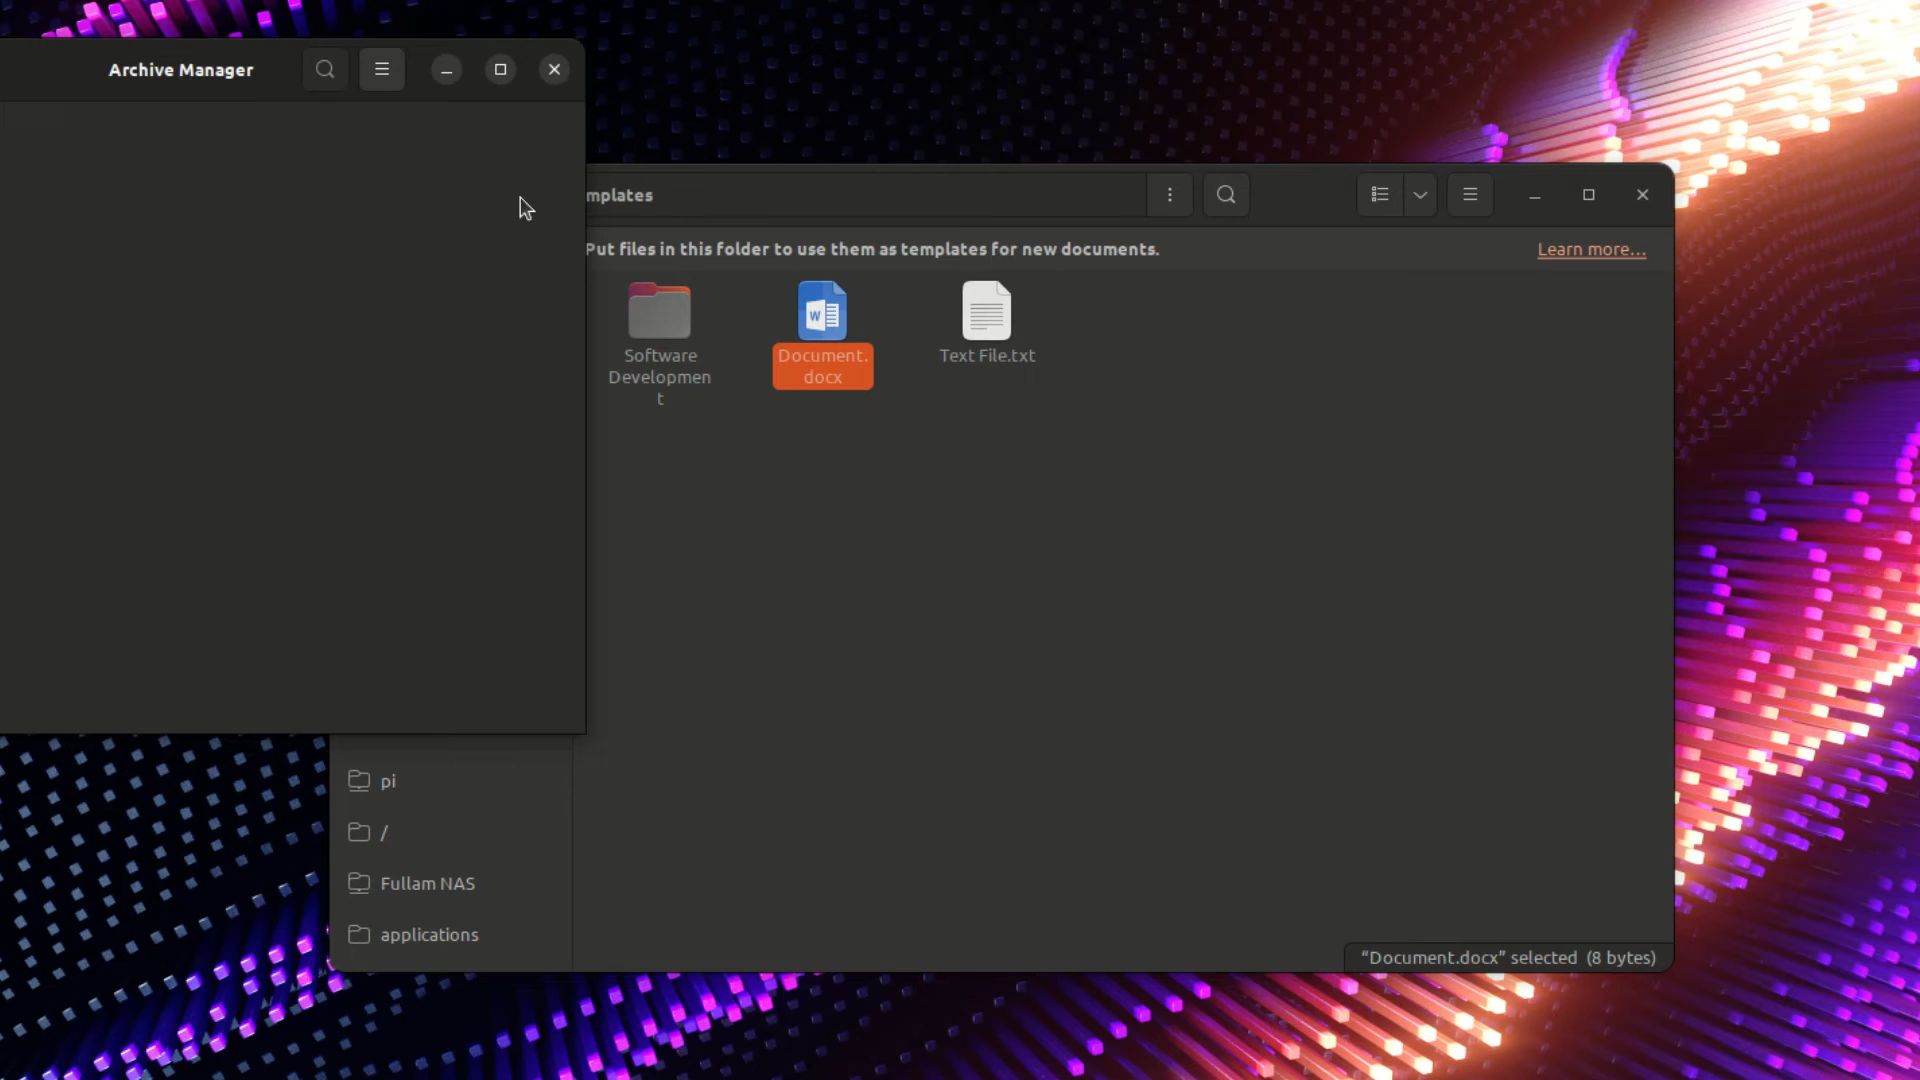 Archive Manager
mplates
Put files in this folder to use them as templates for new documents.
Learn more...
W
Software
Developmen
t
Document.
docx
Text File.txt
pi
/
Fullam NAS
applications
“Document.docx” selected (8 bytes)